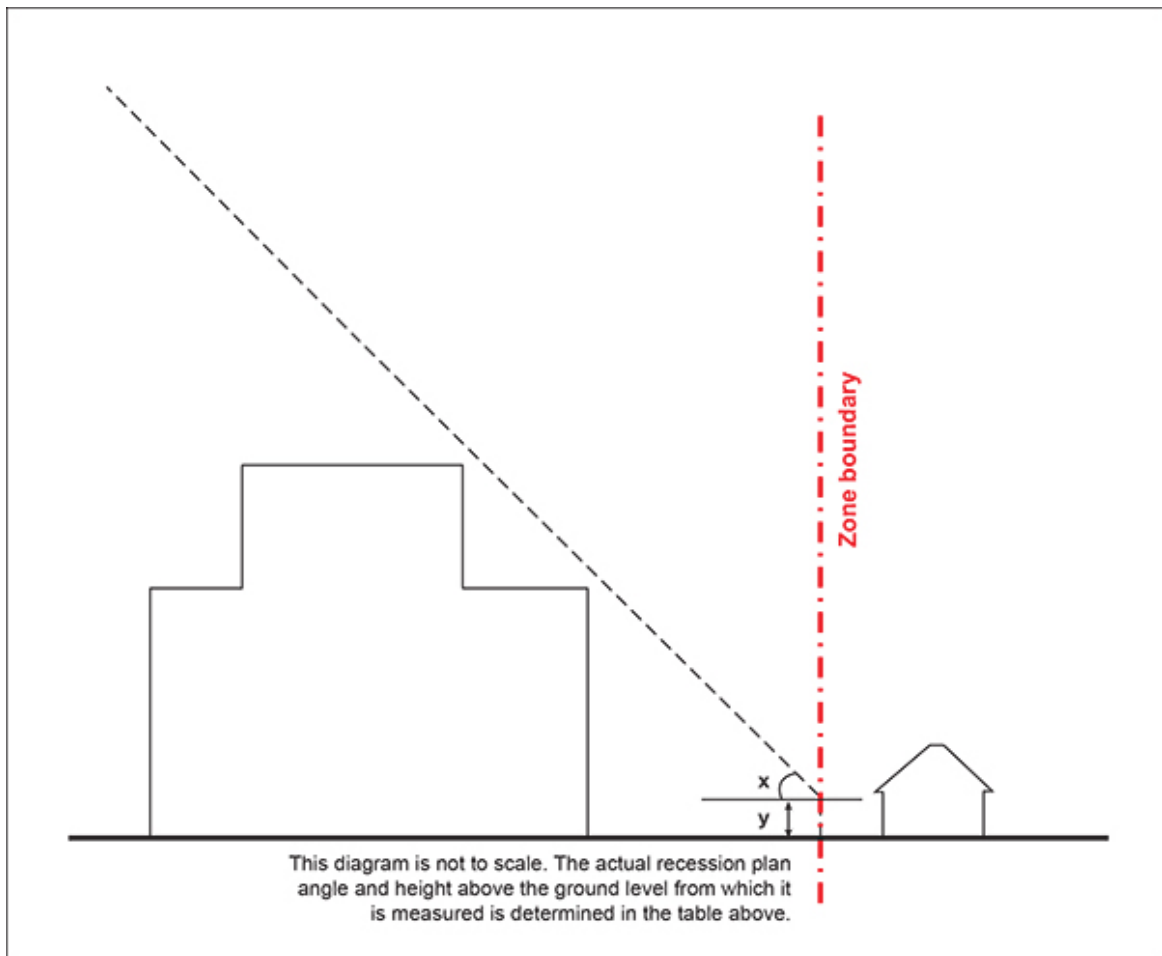 Zone boundary
x
y
This diagram is not to scale. The actual recession plan
angle and height above the ground level from which it
is measured is determined in the table above.